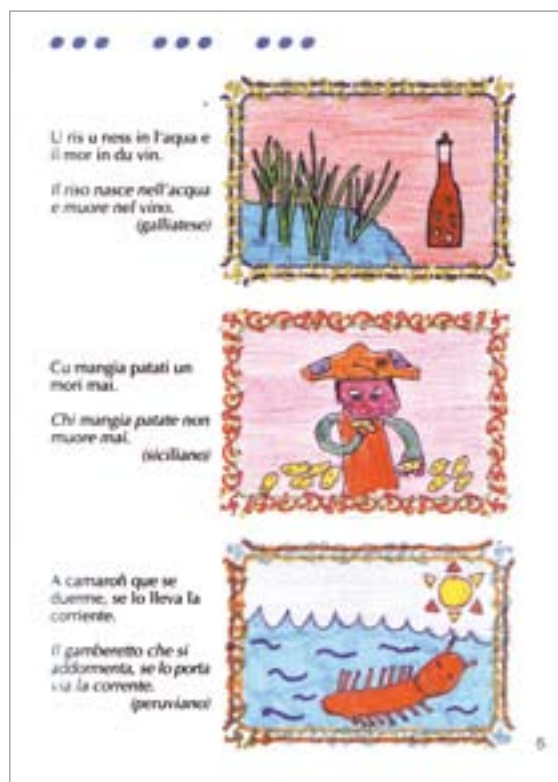 U ris u ness in l'aqua e
il mor in du vin.
Il riso nasce nell'acqua
e muore nel vino.
(galliatese)
Cu mangia patati un
mori mai.
Chi mangia patate non
muore mai.
(siciliano)
A camarofi que se
duerme, se lo lleva la
corriente.
Il gamberetto che si
addormenta, se lo porta
via la corrente.
(peruviano)
5